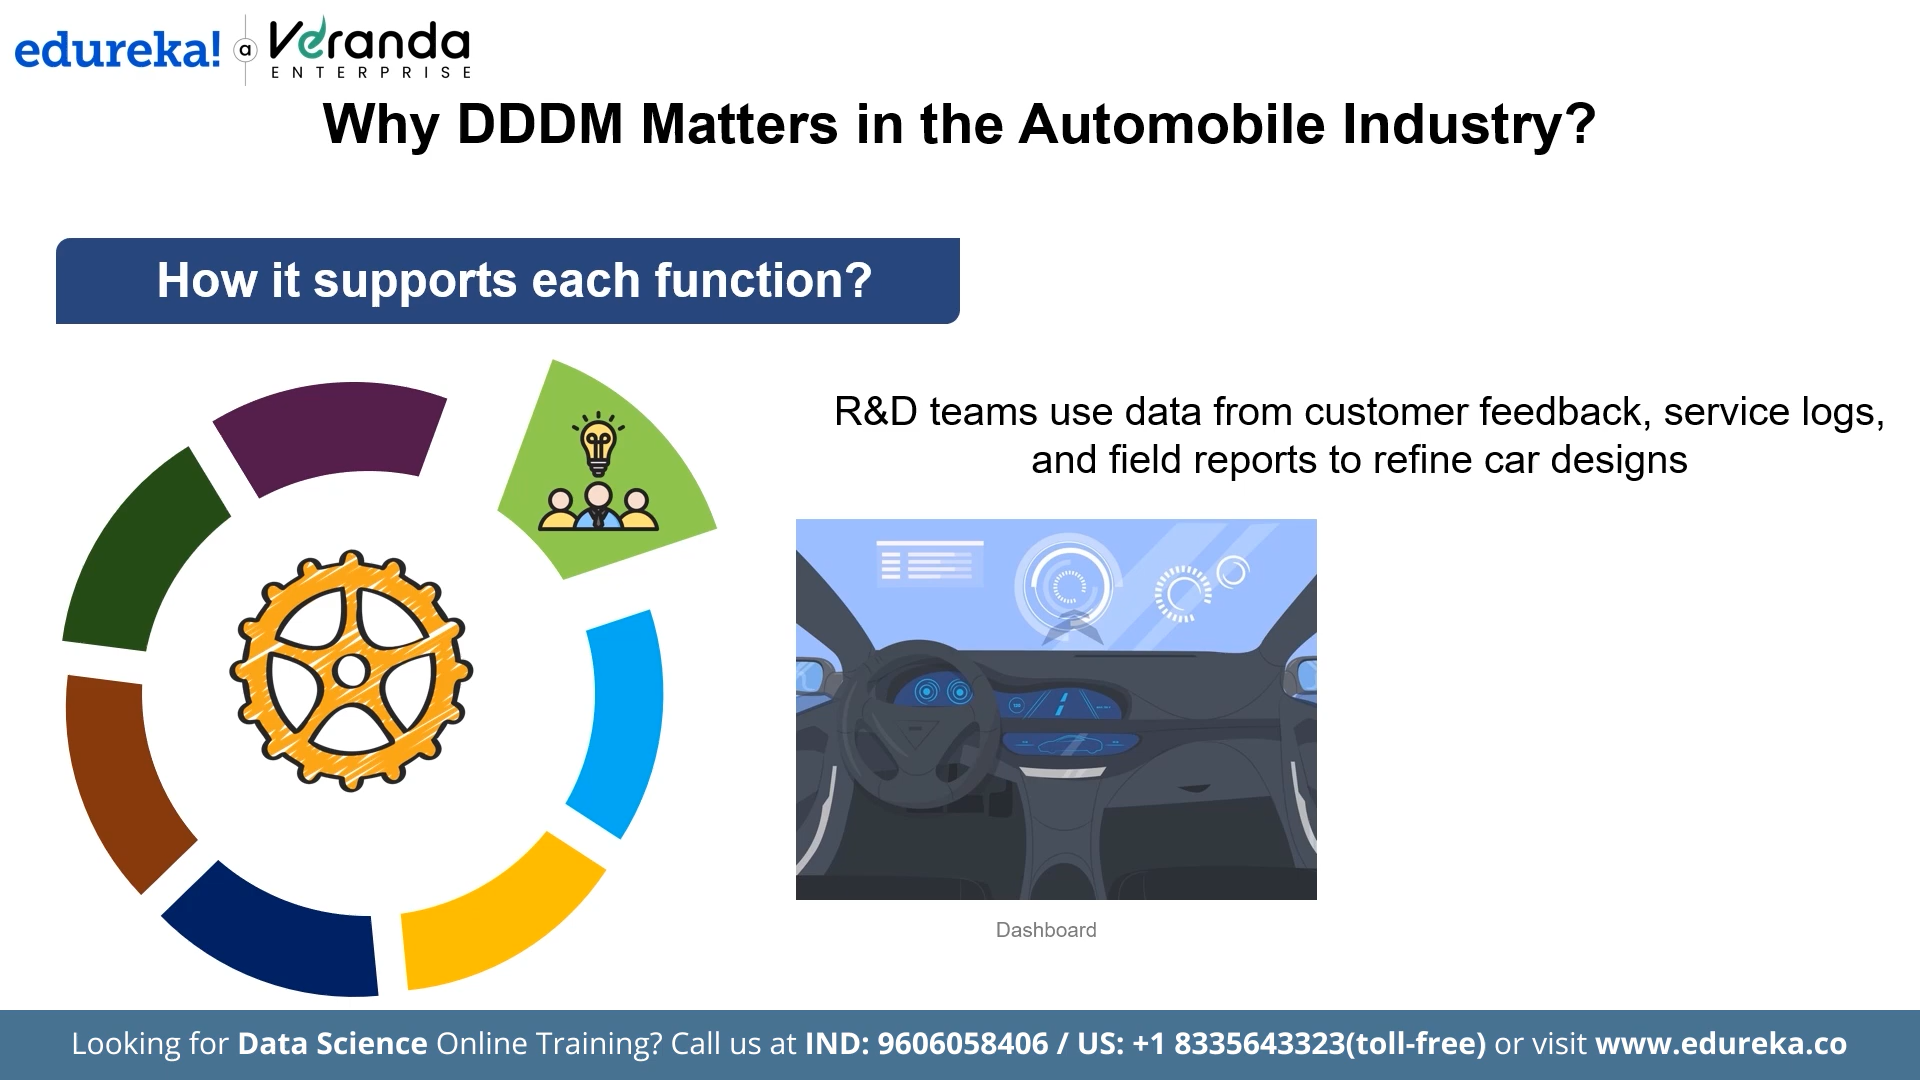 edureka! a Veranda
ENTERPRISE
Why DDDM Matters in the Automobile Industry?
How it supports each function?
R&D teams use data from customer feedback, service logs,
and field reports to refine car designs
Dashboard
Looking for Data Science Online Training? Call us at IND: 9606058406 / US: +1 8335643323(toll-free) or visit www.edureka.co